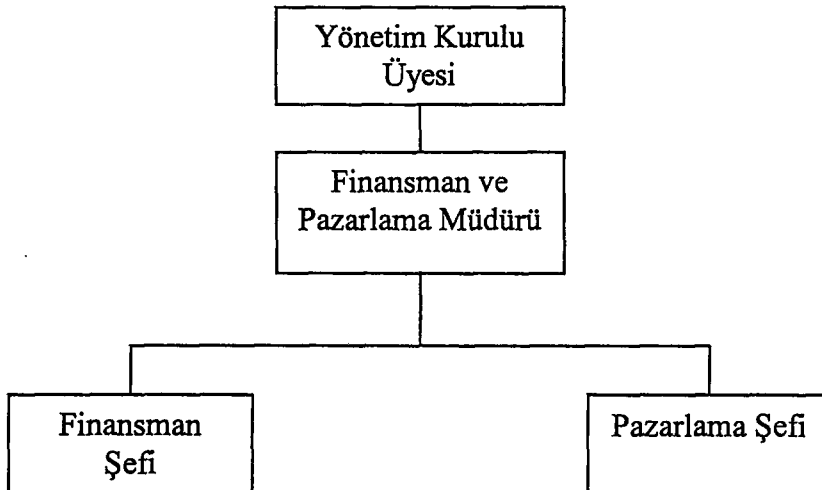 Yönetim Kurulu
Üyesi
Finansman ve
Pazarlama Müdürü
Finansman
Şefi
Pazarlama Şefi